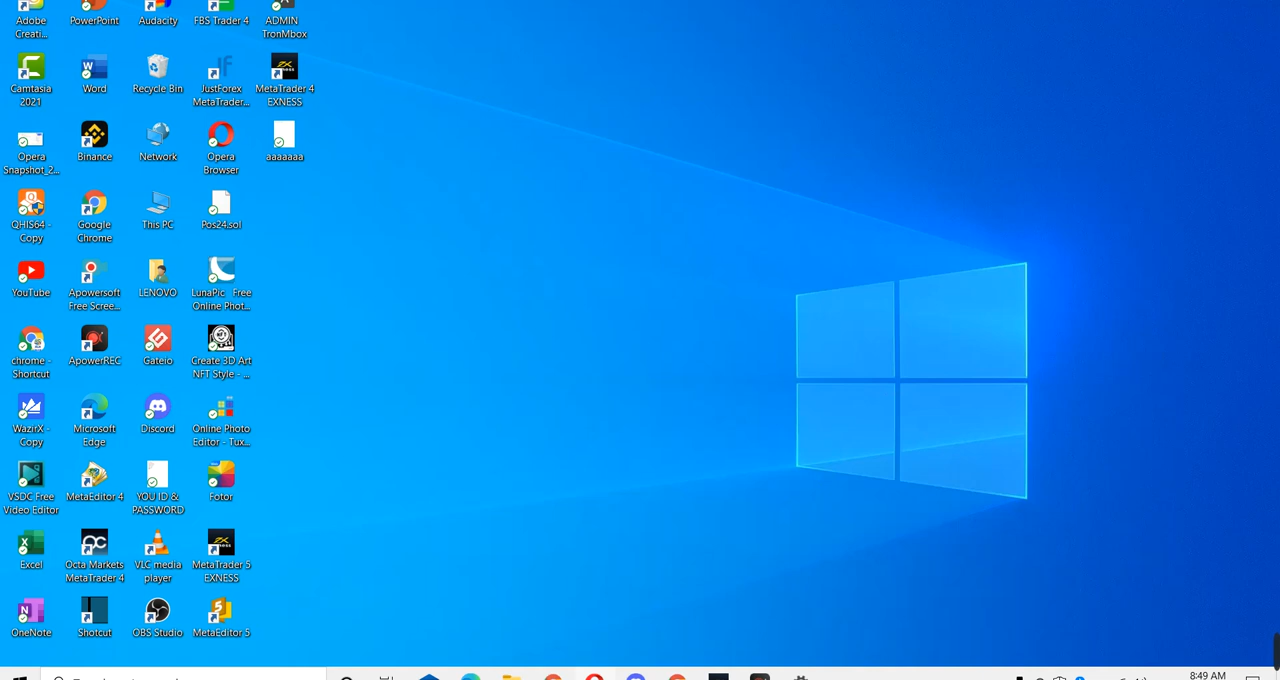 Adobe
Creati...
PowerPoint
Audacity
FBS Trader 4
ADMIN
TronMbox
Camtasia
2021
Word
Recycle Bin
JustForex
MetaTrader...
MetaTrader 4
EXNESS
Opera
Snapshot_2...
Binance
Network
Opera
Browser
aaaaaaa
QHIS64 -
Copy
Google
Chrome
This PC
Pos24.sol
YouTube
Apowersoft
Free Scree...
LENOVO
LunaPic Free
Online Phot...
chrome -
Shortcut
ApowerREC
Gateio
Create 3D Art
NFT Style - ...
WazirX -
Copy
Microsoft
Edge
Discord
Online Photo
Editor - Tux...
VSDC Free
Video Editor
MetaEditor 4
YOU ID &
PASSWORD
Fotor
Excel
Octa Markets
MetaTrader 4
VLC media
player
MetaTrader 5
EXNESS
OneNote
Shotcut
OBS Studio
MetaEditor 5
8:49 AM